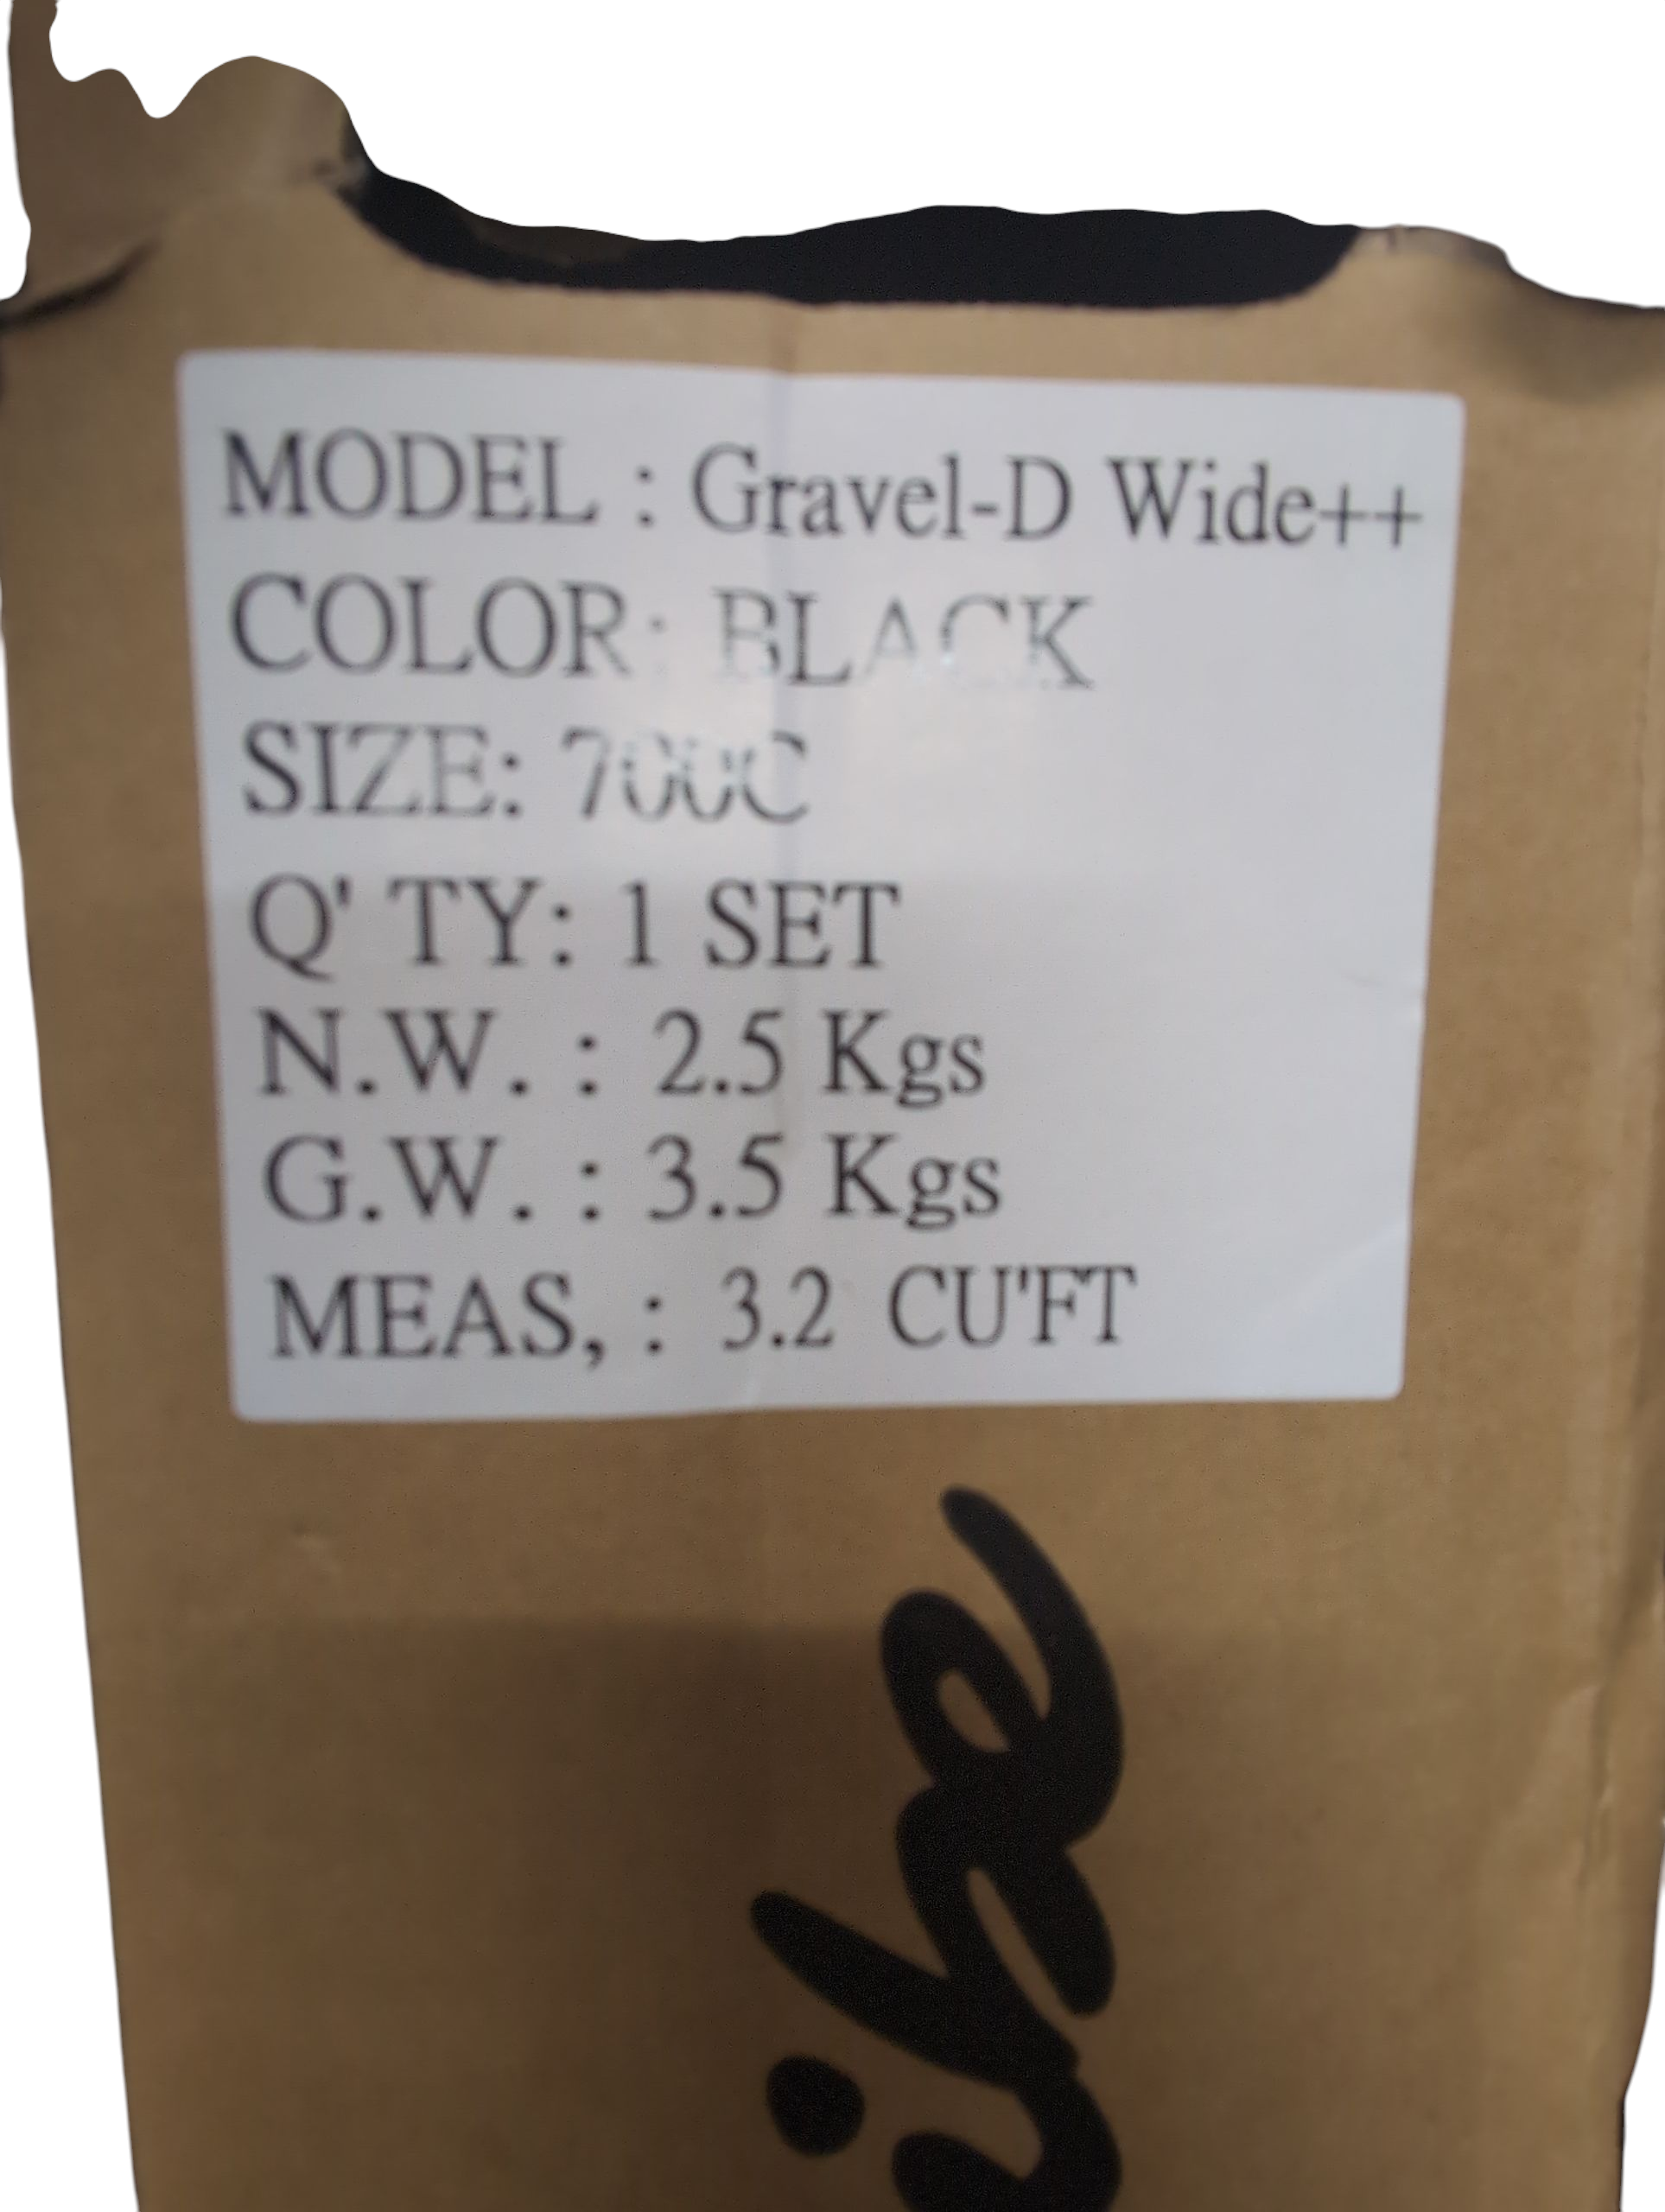 MODEL : Gravel-D Wide++
COLOR: BLACK
SIZE: 700C
Q' TY: 1 SET
N.W. : 2.5 Kgs
G.W. : 3.5 Kgs
MEAS, : 3.2 CU'FT